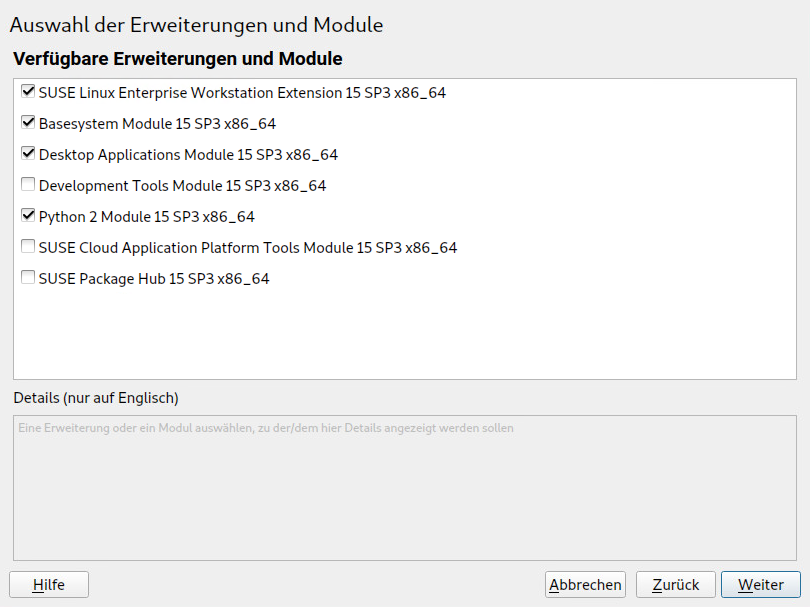 Auswahl der Erweiterungen und Module
Verfügbare Erweiterungen und Module
SUSE Linux Enterprise Workstation Extension 15 SP3 x86_64
Basesystem Module 15 SP3 x86_64
Desktop Applications Module 15 SP3 x86_64
Development Tools Module 15 SP3 x86_64
Python 2 Module 15 SP3 x86_64
SUSE Cloud Application Platform Tools Module 15 SP3 x86_64
SUSE Package Hub 15 SP3 x86_64
Details (nur auf Englisch)
Eine Erweiterung oder ein Modul auswählen, zu der/dem hier Details angezeigt werden sollen
Hilfe
Abbrechen
Zurück
Weiter